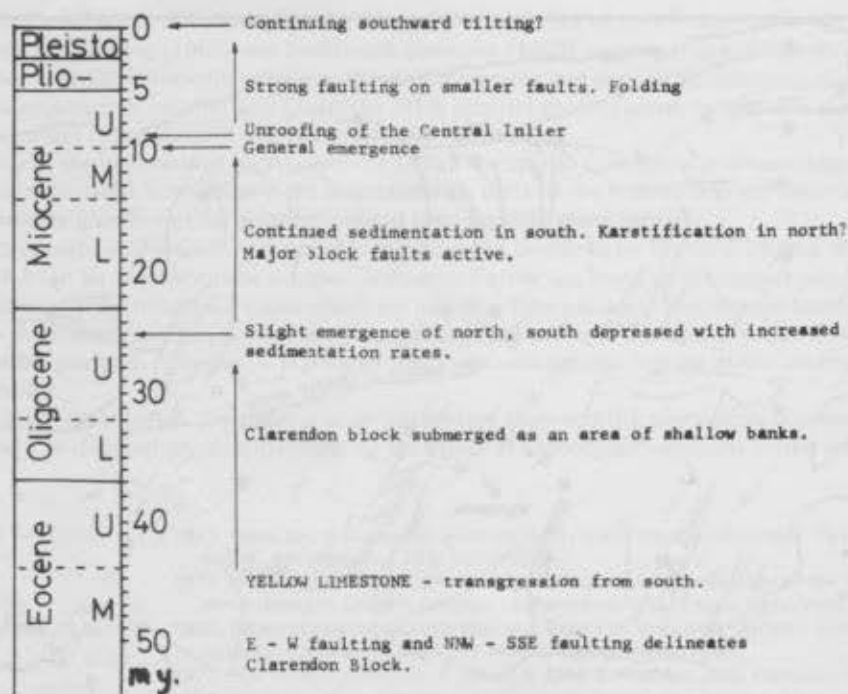 0
Continuing southward tilting?
Pleisto
Plio-
5
Strong faulting on smaller faults. Folding
U
Unroofing of the Central Inlier
10
General emergence
Miocene
M
Continued sedimentation in south. Karstification in north?
L
20
Major block faults active.
Slight emergence of north, south depressed with increased
sedimentation rates.
Oligocene
U
30
Clarendon block submerged as an area of shallow banks.
L
Eocene
U
40
YELLOW LIMESTONE - transgression from south.
M
50
E - W faulting and NNW - SSE faulting delineates
Clarendon Block.
my.